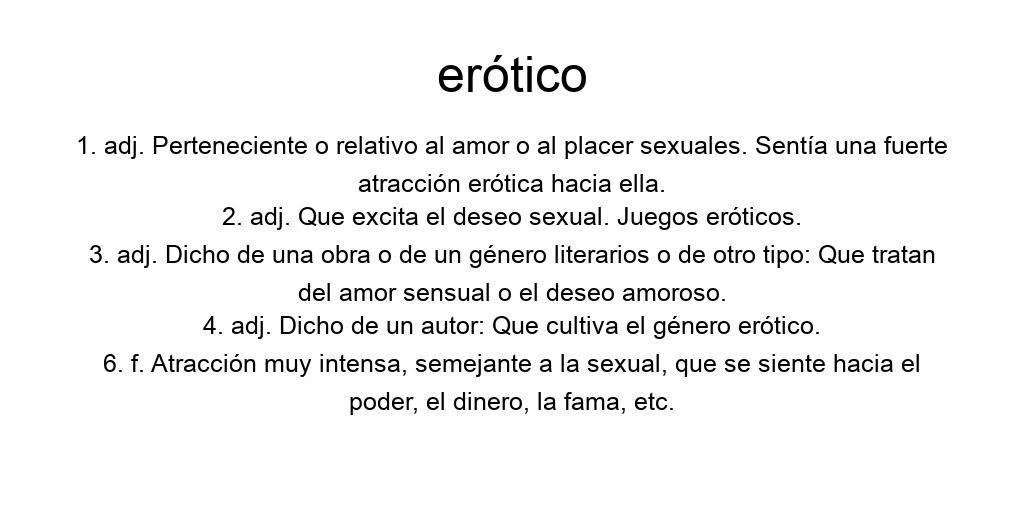 erótico
1. adj. Perteneciente o relativo al amor o al placer sexuales. Sentía una fuerte
atracción erótica hacia ella.
2. adj. Que excita el deseo sexual. Juegos eróticos.
3. adj. Dicho de una obra o de un género literarios o de otro tipo: Que tratan
del amor sensual o el deseo amoroso.
4. adj. Dicho de un autor: Que cultiva el género erótico.
6. f. Atracción muy intensa, semejante a la sexual, que se siente hacia el
poder, el dinero, la fama, etc.